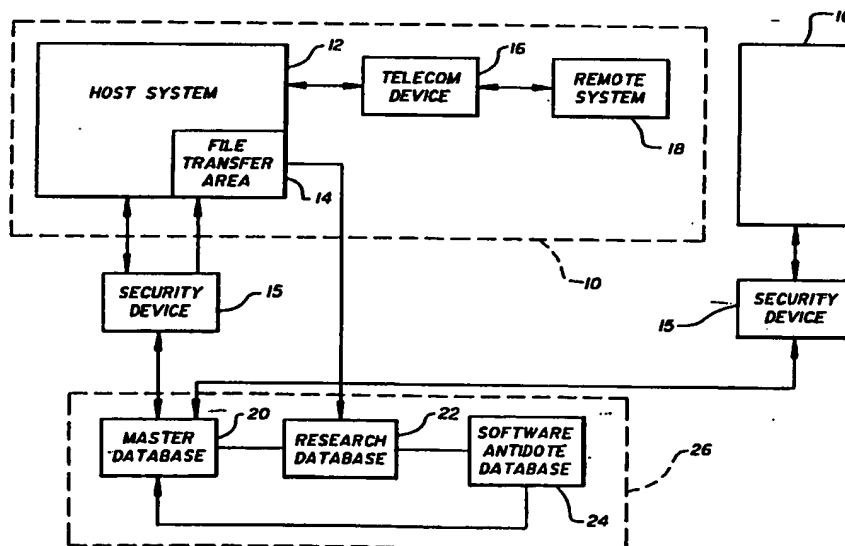 12
HOST SYSTEM
FILE
TRANSFER
AREA
14
16
TELECOM
DEVICE
REMOTE
SYSTEM
18
10
SECURITY
DEVICE
15
SECURITY
DEVICE
15
20
MASTER
DATABASE
22
RESEARCH
DATABASE
SOFTWARE
ANTIDOTE
DATABASE
24
26